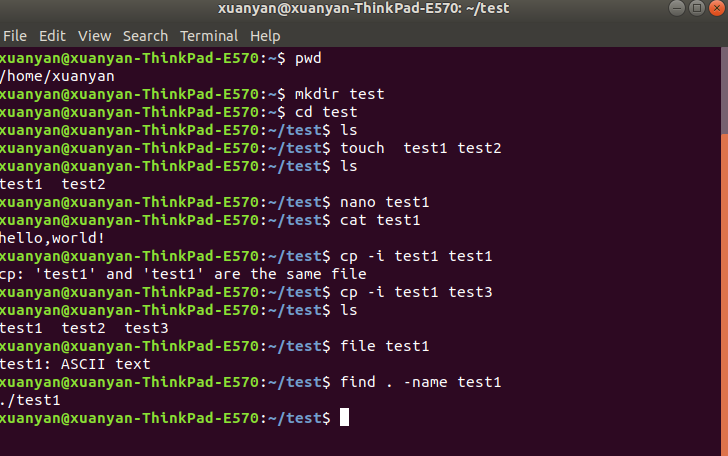 xuanyan@xuanyan-ThinkPad-E570: ~/test
File Edit View Search Terminal Help
xuanyan@xuanyan-ThinkPad-E570:~$ pwd
/home/xuanyan
xuanyan@xuanyan-ThinkPad-E570:~$ mkdir test
xuanyan@xuanyan-ThinkPad-E570:~$ cd test
xuanyan@xuanyan-ThinkPad-E570:~/test$ ls
xuanyan@xuanyan-ThinkPad-E570:~/test$ touch  test1 test2
xuanyan@xuanyan-ThinkPad-E570:~/test$ ls
test1  test2
xuanyan@xuanyan-ThinkPad-E570:~/test$ nano test1
xuanyan@xuanyan-ThinkPad-E570:~/test$ cat test1
hello,world!
xuanyan@xuanyan-ThinkPad-E570:~/test$ cp -i test1 test1
cp: 'test1' and 'test1' are the same file
xuanyan@xuanyan-ThinkPad-E570:~/test$ cp -i test1 test3
xuanyan@xuanyan-ThinkPad-E570:~/test$ ls
test1  test2  test3
xuanyan@xuanyan-ThinkPad-E570:~/test$ file test1
test1: ASCII text
xuanyan@xuanyan-ThinkPad-E570:~/test$ find . -name test1
./test1
xuanyan@xuanyan-ThinkPad-E570:~/test$